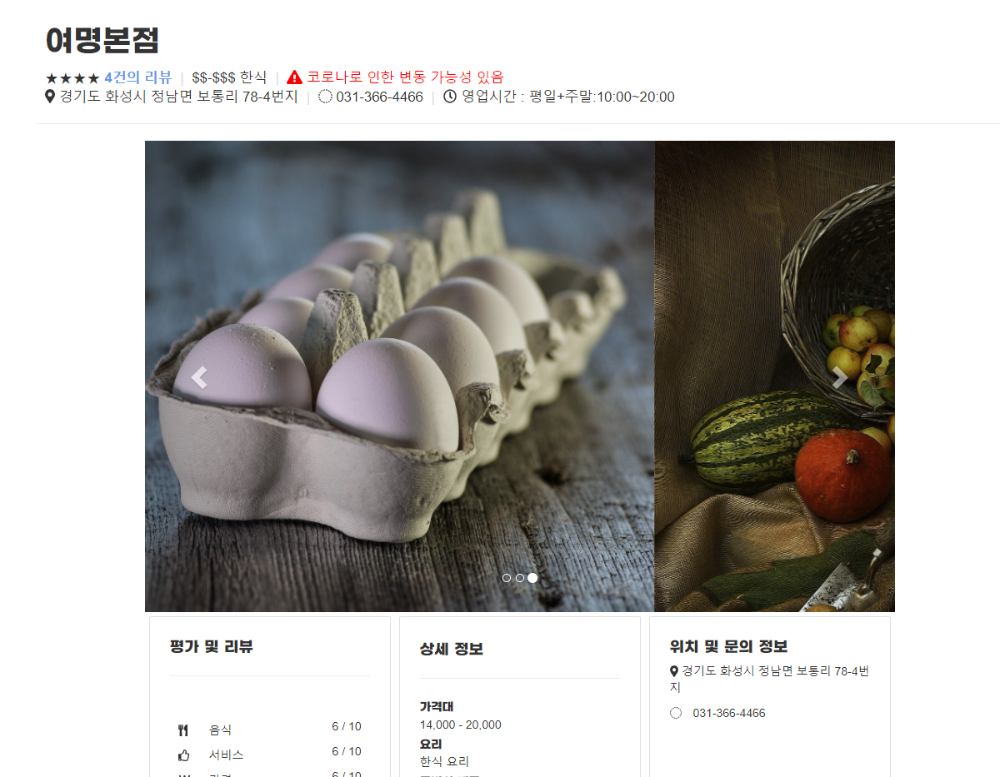 여명본점
★★★★ 4건의 리뷰 | $$-$$$ 한식 | 코로나로 인한 변동 가능성 있음
경기도 화성시 정남면 보통리 78-4번지 | 031-366-4466 | 영업시간 : 평일+주말:10:00~20:00
평가 및 리뷰
음식 6 / 10
서비스 6 / 10
6 / 10
상세 정보
가격대
14,000 - 20,000
요리
한식 요리
위치 및 문의 정보
경기도 화성시 정남면 보통리 78-4번
지
031-366-4466